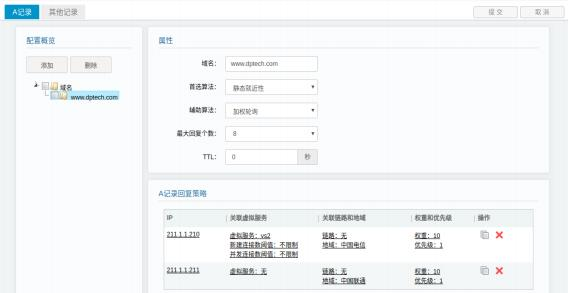 A记录 其他记录 提交 取消
配置概览
添加 删除
域名
www.dptech.com
属性
域名： www.dptech.com
首选算法： 静态就近性
辅助算法： 加权轮询
最大回复个数： 8
TTL： 0 秒
A记录回复策略
IP 关联虚拟服务 关联链路和地域 权重和优先级 操作
211.1.1.210 虚拟服务：vs2 链路：无 权重：10
新建连接数阈值：不限制 地域：中国电信 优先级：1
并发连接数阈值：不限制
211.1.1.211 虚拟服务：无 链路：无 权重：10
地域：中国联通 优先级：1